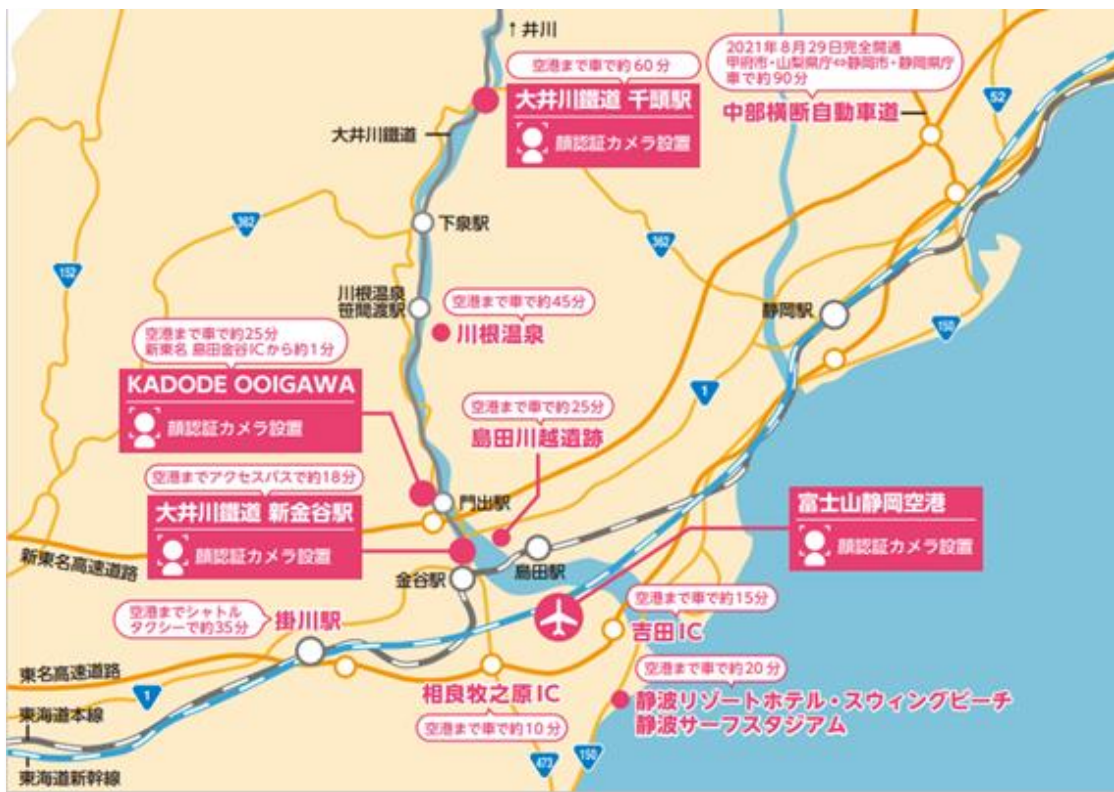 ↑井川
空港まで車で約60分
大井川鐵道 千頭駅
顔認証カメラ設置
大井川鐵道
2021年8月29日完全開通
甲府市・山梨県庁⇔静岡市・静岡県庁
車で約90分
中部横断自動車道
52
362
152
下泉駅
362
川根温泉
笹間渡駅
空港まで車で約45分
川根温泉
静岡駅
150
空港まで車で約25分
新東名 島田金谷ICから約1分
KADODE OOIGAWA
顔認証カメラ設置
1
空港まで車で約25分
島田川越遺跡
空港までアクセスバスで約18分
大井川鐵道 新金谷駅
顔認証カメラ設置
門出駅
富士山静岡空港
顔認証カメラ設置
新東名高速道路
金谷駅
島田駅
空港までシャトル
タクシーで約35分
掛川駅
空港まで車で約15分
吉田IC
東名高速道路
1
相良牧之原IC
空港まで車で約10分
空港まで車で約20分
静波リゾートホテル・スウィングビーチ
静波サーフスタジアム
東海道本線
東海道新幹線
473
150